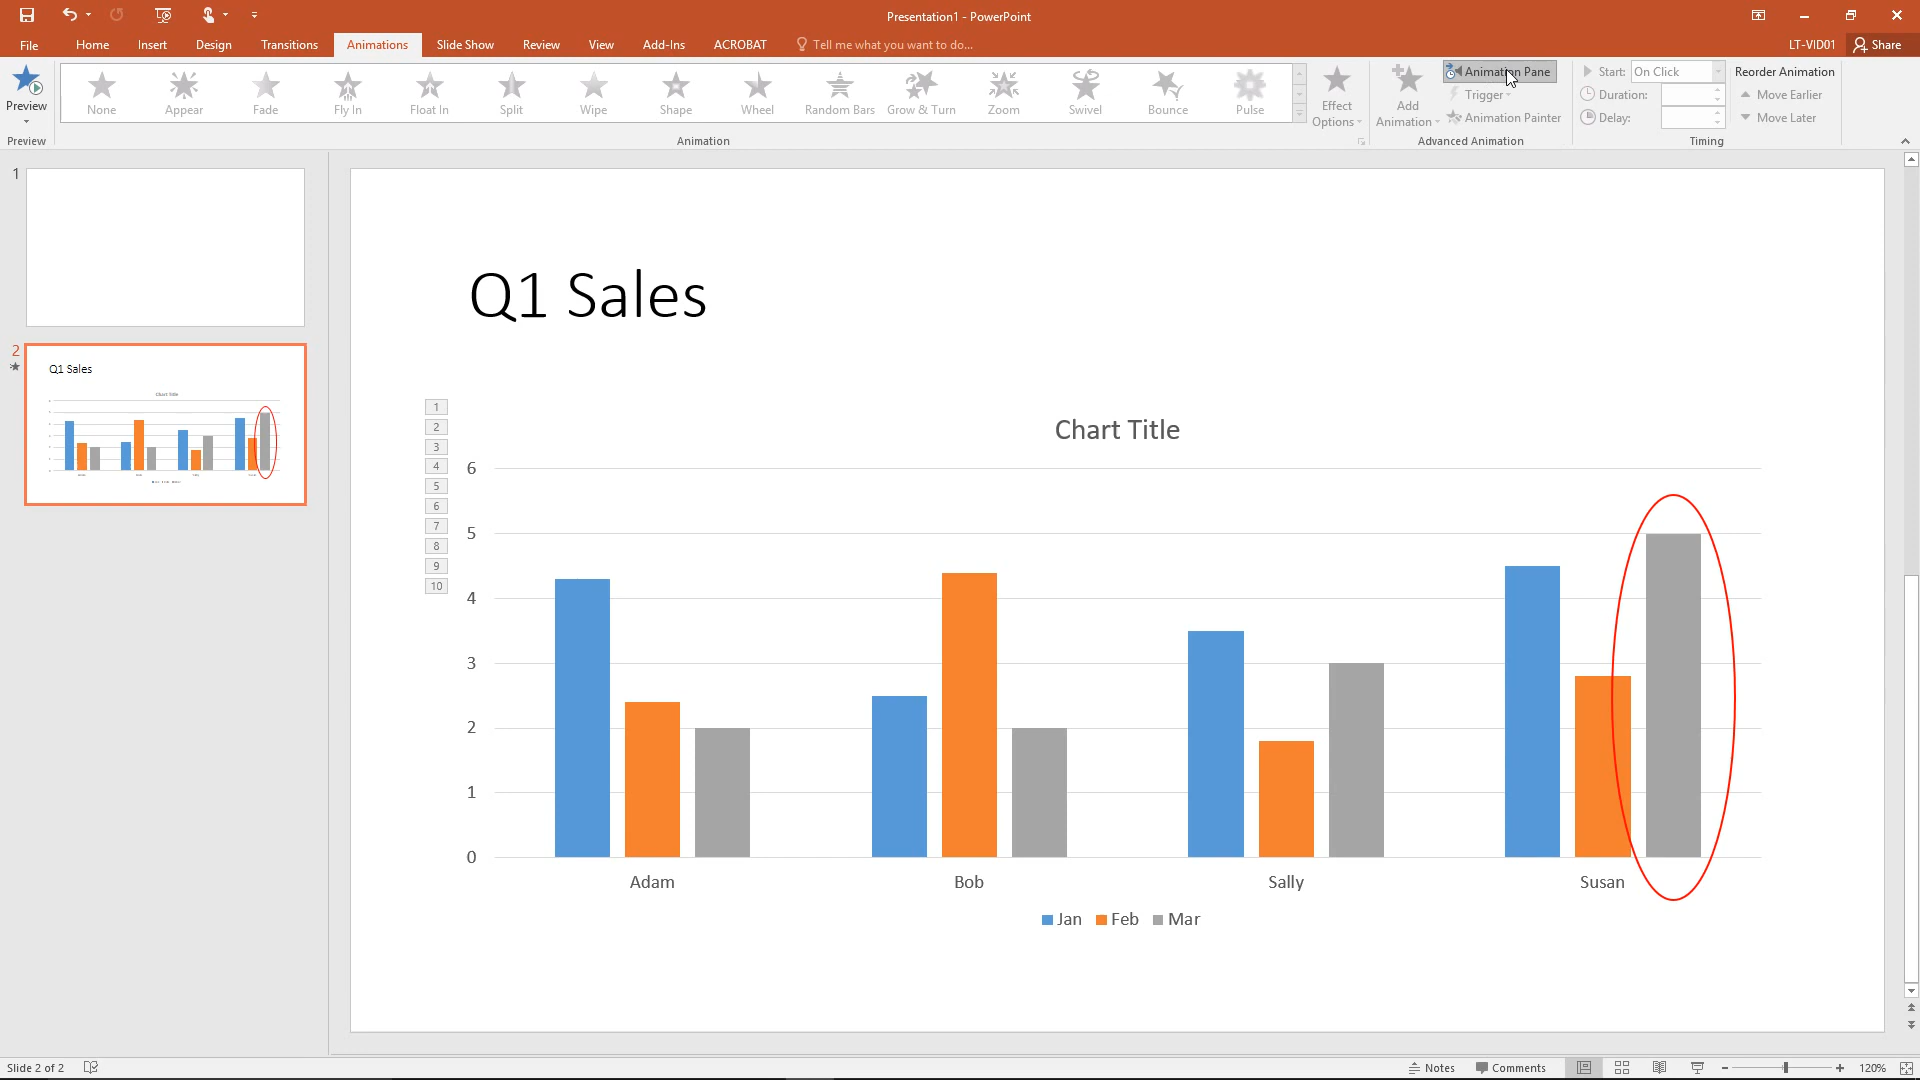 Presentation1 - PowerPoint
File Home Insert Design Transitions Animations Slide Show Review View Add-Ins ACROBAT Tell me what you want to do... LT-VID01 Share
Preview
Preview
None Appear Fade Fly In Float In Split Wipe Shape Wheel Random Bars Grow & Turn Zoom Swivel Bounce Pulse
Animation
Effect Options
Add Animation
Animation Pane
Trigger
Animation Painter
Advanced Animation
Start: On Click
Duration:
Delay:
Reorder Animation
Move Earlier
Move Later
Timing
1
2
Q1 Sales
Chart Title
Q1 Sales
1
2
3
4
5
6
7
8
9
10
Chart Title
6
5
4
3
2
1
0
Adam Bob Sally Susan
Jan Feb Mar
Slide 2 of 2
Notes Comments 120%